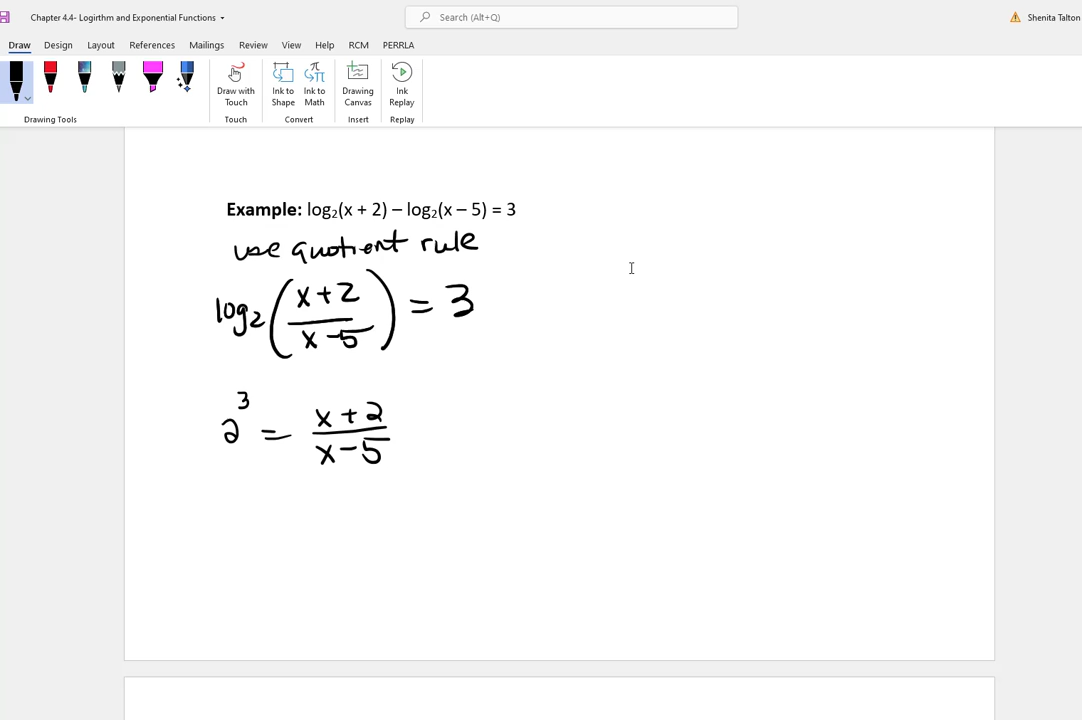 Chapter 4.4- Logirthm and Exponential Functions
Search (Alt+Q)
Shenita Talton
Draw Design Layout References Mailings Review View Help RCM PERRLA
Draw with Touch
Ink to Shape
Ink to Math
Drawing Canvas
Ink Replay
Drawing Tools Touch Convert Insert Replay
Example: log₂(x + 2) – log₂(x – 5) = 3
use quotient rule
log₂((x+2)/(x-5)) = 3
2³ = (x+2)/(x-5)